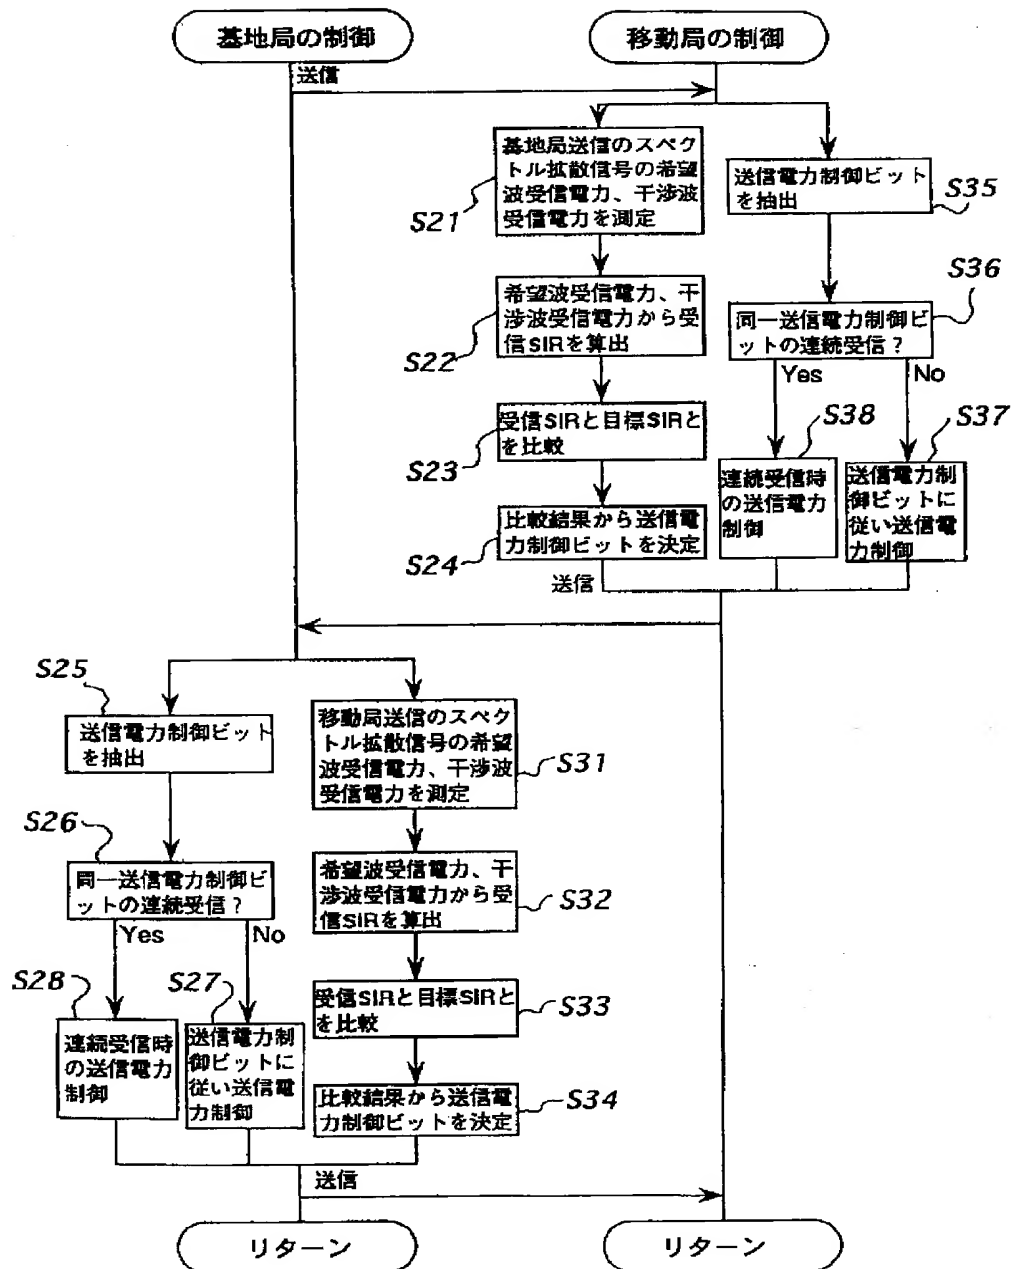 基地局の制御
移動局の制御
送信
基地局送信のスペク
トル拡散信号の希望
波受信電力、干渉波
受信電力を測定
S21
送信電力制御ビット
を抽出
S35
希望波受信電力、干
渉波受信電力から受
信SIRを算出
S22
同一送信電力制御ビ
ットの連続受信？
S36
Yes
No
受信SIRと目標SIRと
を比較
S23
連続受信時
の送信電力
制御
S38
送信電力制
御ビットに
従い送信電
力制御
S37
比較結果から送信電
力制御ビットを決定
S24
送信
S25
送信電力制御ビット
を抽出
移動局送信のスペク
トル拡散信号の希望
波受信電力、干渉波
受信電力を測定
S31
S26
同一送信電力制御ビ
ットの連続受信？
Yes
No
希望波受信電力、干
渉波受信電力から受
信SIRを算出
S32
S28
連続受信時
の送信電力
制御
S27
送信電力制
御ビットに
従い送信電
力制御
受信SIRと目標SIRと
を比較
S33
比較結果から送信電
力制御ビットを決定
S34
送信
リターン
リターン